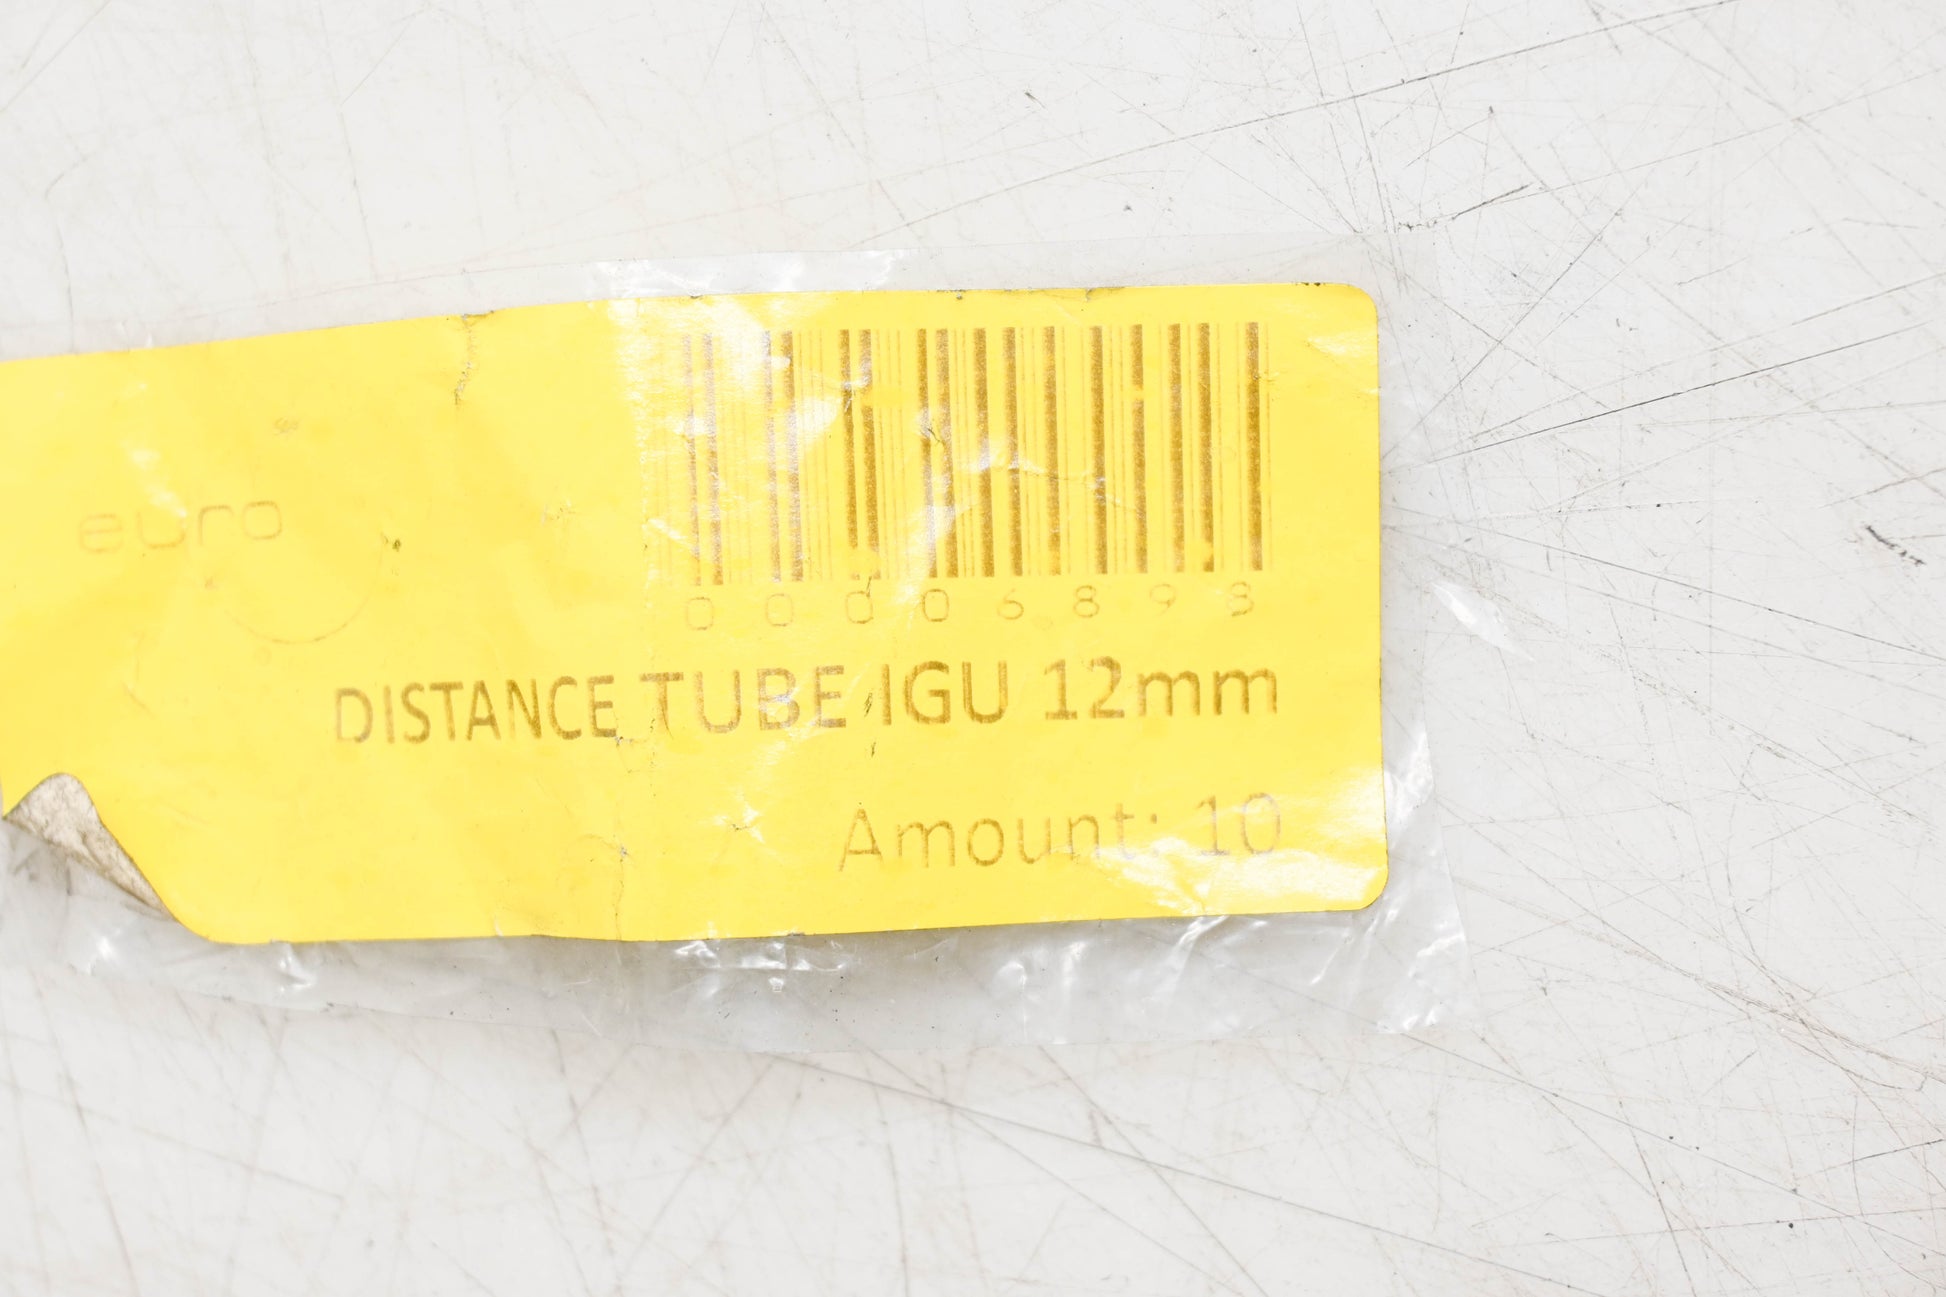 euro
00006898
DISTANCE TUBE IGU 12mm
Amount: 10